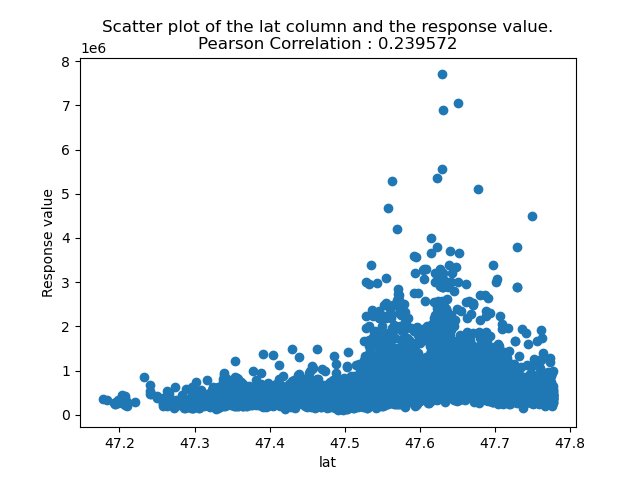 Scatter plot of the lat column and the response value.
Pearson Correlation : 0.239572
1e6
8
7
6
5
4
3
2
1
0
Response value
47.2 47.3 47.4 47.5 47.6 47.7 47.8
lat